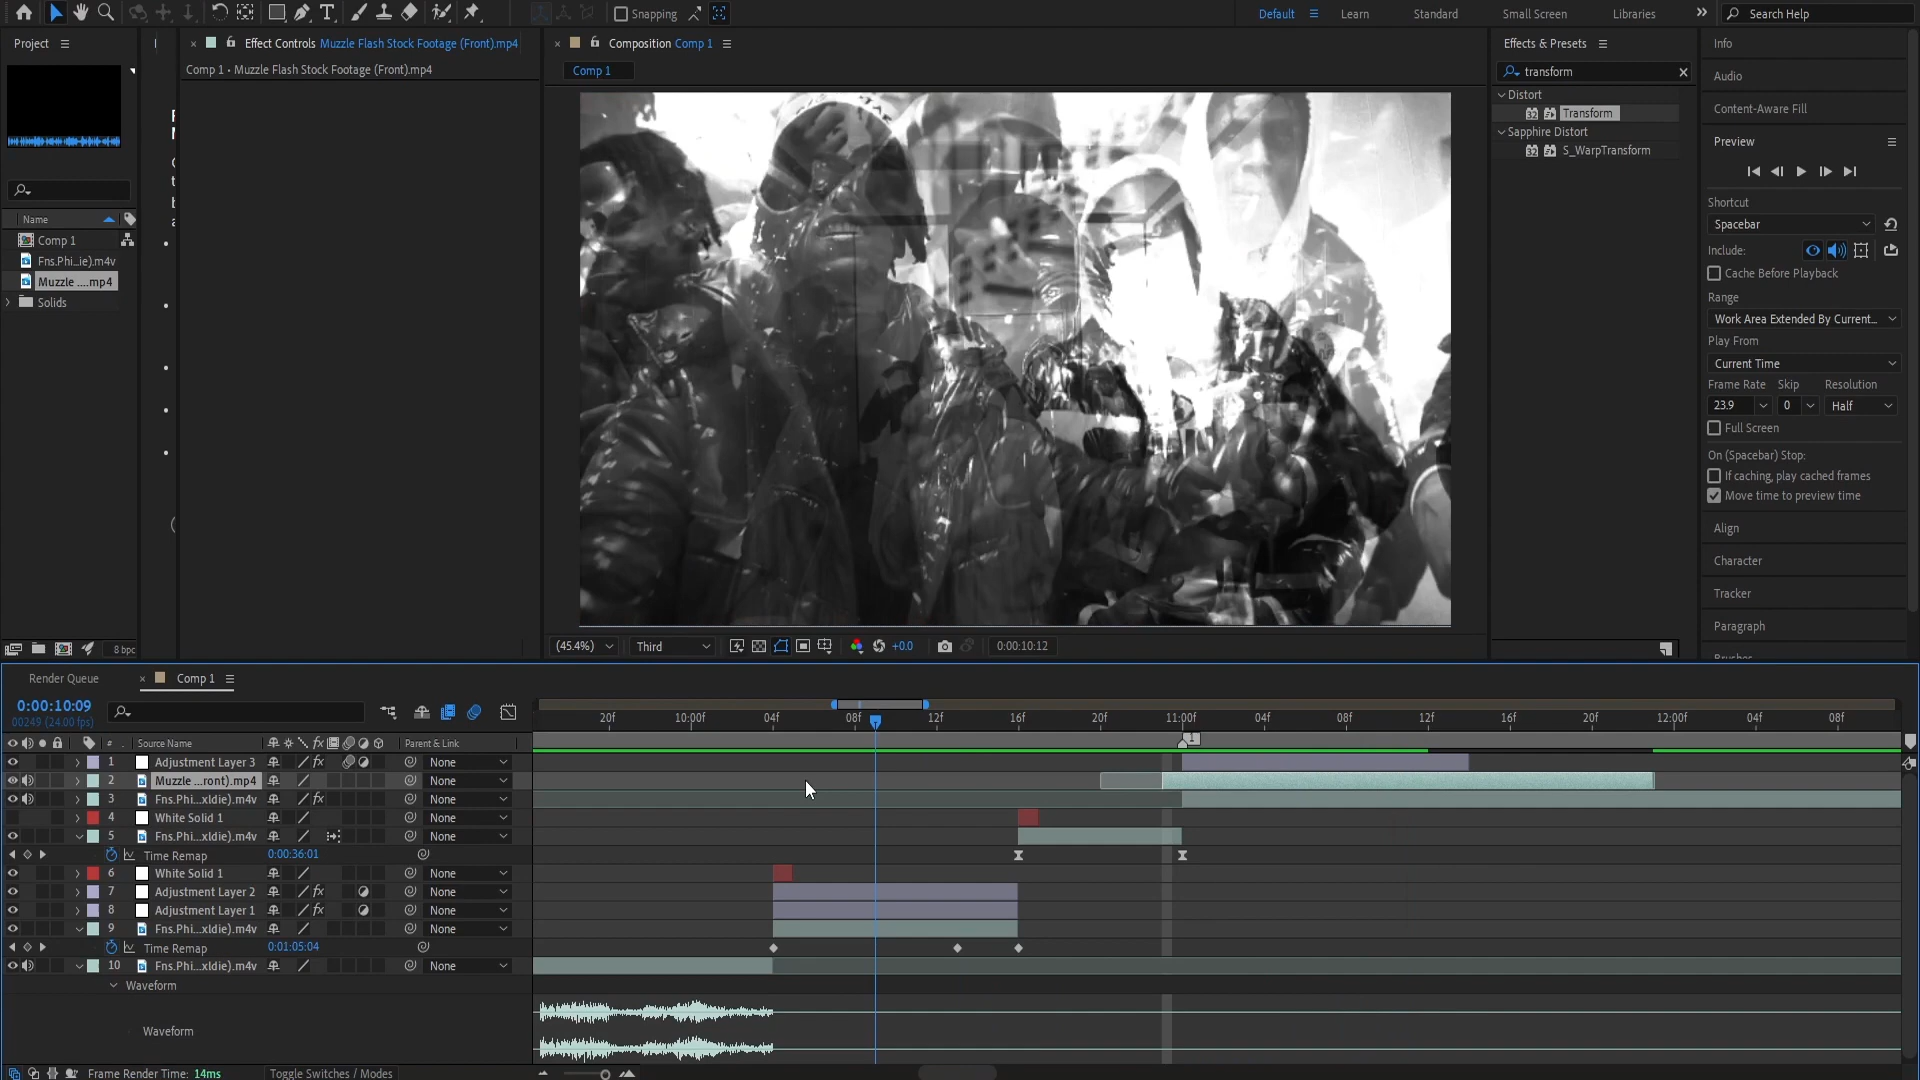 Snapping
Default
Learn
Standard
Small Screen
Libraries
Search Help
Project
Effect Controls Muzzle Flash Stock Footage (Front).mp4
Composition Comp 1
Effects & Presets
Info
Comp 1 • Muzzle Flash Stock Footage (Front).mp4
Comp 1
transform
Audio
Distort
Transform
Content-Aware Fill
Sapphire Distort
S_WarpTransform
Preview
Shortcut
Spacebar
Include:
Cache Before Playback
Range
Work Area Extended By Current...
Play From
Current Time
Frame Rate Skip Resolution
23.9 0 Half
Full Screen
On (Spacebar) Stop:
If caching, play cached frames
Move time to preview time
Align
Character
Tracker
Paragraph
Name
Comp 1
Fns.Phi...ie).m4v
Muzzle ....mp4
Solids
8 bpc
(45.4%)
Third
+0.0
0:00:10:12
Render Queue
Comp 1
0:00:10:09
00249 (24.00 fps)
20f 10:00f 04f 08f 12f 16f 20f 11:00f 04f 08f 12f 16f 20f 12:00f 04f 08f
# Source Name Parent & Link
1
1 Adjustment Layer 3 None
2 Muzzle ...ront).mp4 None
3 Fns.Phi...xldie).m4v None
4 White Solid 1 None
5 Fns.Phi...xldie).m4v None
Time Remap 0:00:36:01
6 White Solid 1 None
7 Adjustment Layer 2 None
8 Adjustment Layer 1 None
9 Fns.Phi...xldie).m4v None
Time Remap 0:01:05:04
10 Fns.Phi...xldie).m4v None
Waveform
Waveform
Frame Render Time: 14ms
Toggle Switches / Modes